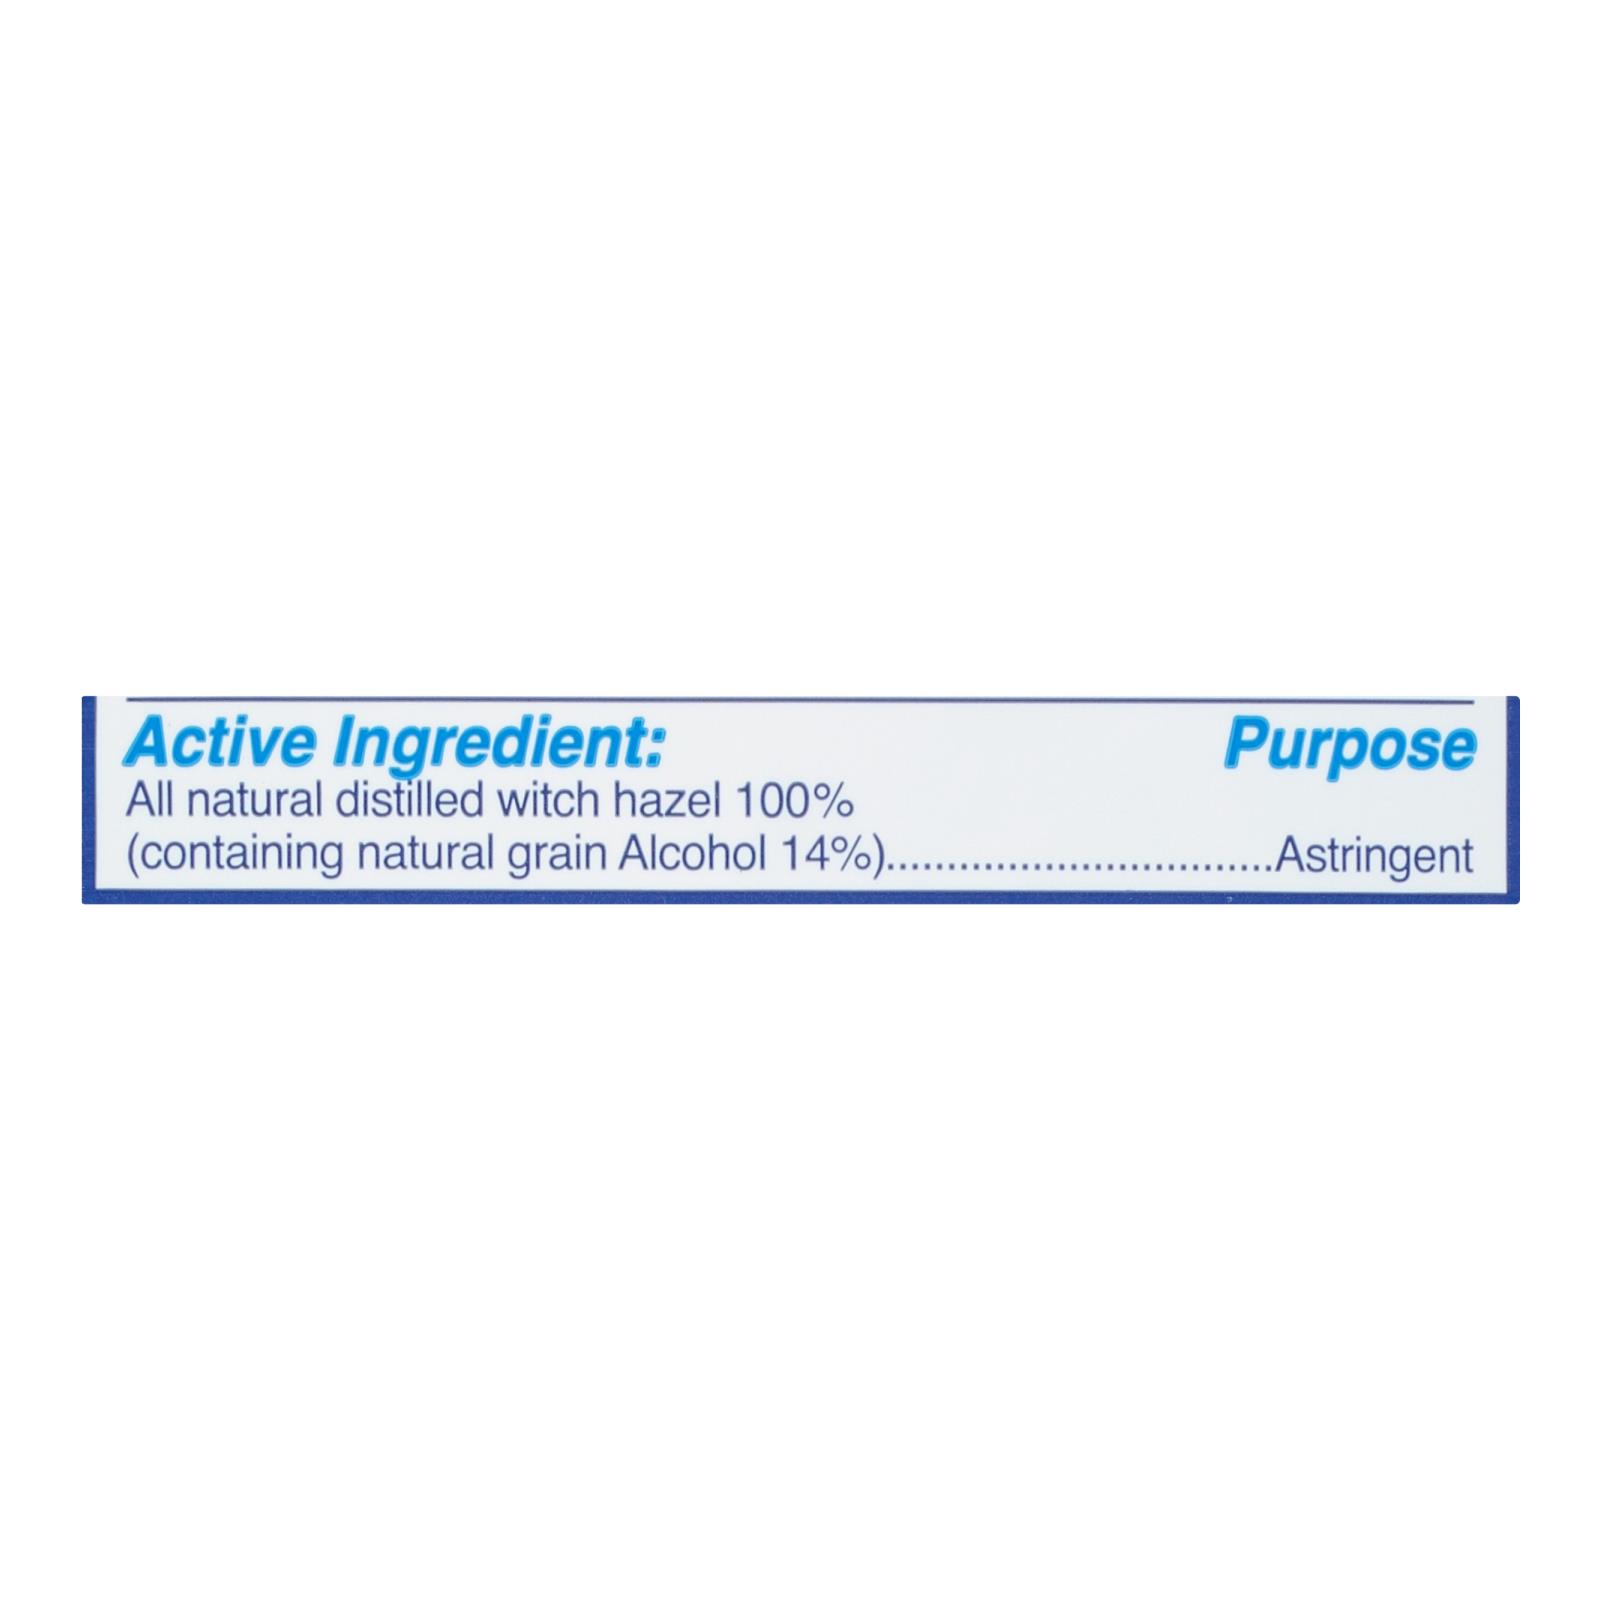 Active Ingredient: Purpose
All natural distilled witch hazel 100%
(containing natural grain Alcohol 14%)................................Astringent